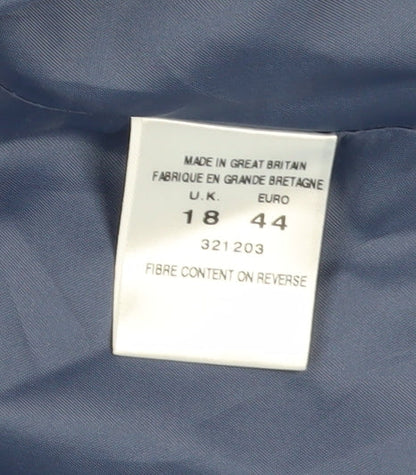 MADE IN GREAT BRITAIN
FABRIQUE EN GRANDE BRETAGNE
U.K. EURO
18 44
321203
FIBRE CONTENT ON REVERSE